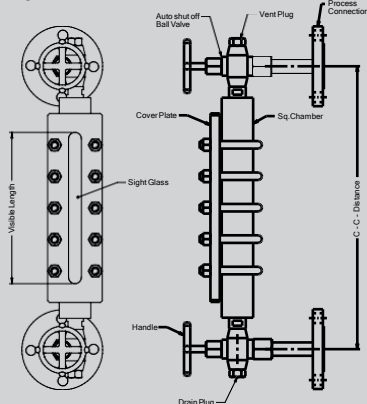 Process
Connection
Auto shut off
Ball Valve
Vent Plug
Cover Plate
Sq. Chamber
Visible Length
Sight Glass
C - C - Distance
Handle
Drain Plug